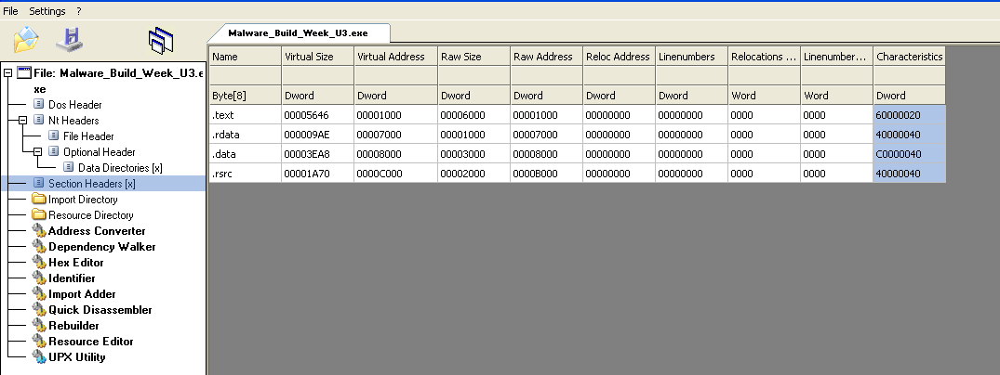 File Settings ?
Malware_Build_Week_U3.exe
File: Malware_Build_Week_U3.e
xe
Dos Header
Nt Headers
File Header
Optional Header
Data Directories [x]
Section Headers [x]
Import Directory
Resource Directory
Address Converter
Dependency Walker
Hex Editor
Identifier
Import Adder
Quick Disassembler
Rebuilder
Resource Editor
UPX Utility
Name Virtual Size Virtual Address Raw Size Raw Address Reloc Address Linenumbers Relocations ... Linenumber... Characteristics
Byte[8] Dword Dword Dword Dword Dword Dword Word Word Dword
.text 00005646 00001000 00006000 00001000 00000000 00000000 0000 0000 60000020
.rdata 000009AE 00007000 00001000 00007000 00000000 00000000 0000 0000 40000040
.data 00003EA8 00008000 00003000 00008000 00000000 00000000 0000 0000 C0000040
.rsrc 00001A70 0000C000 00002000 0000B000 00000000 00000000 0000 0000 40000040